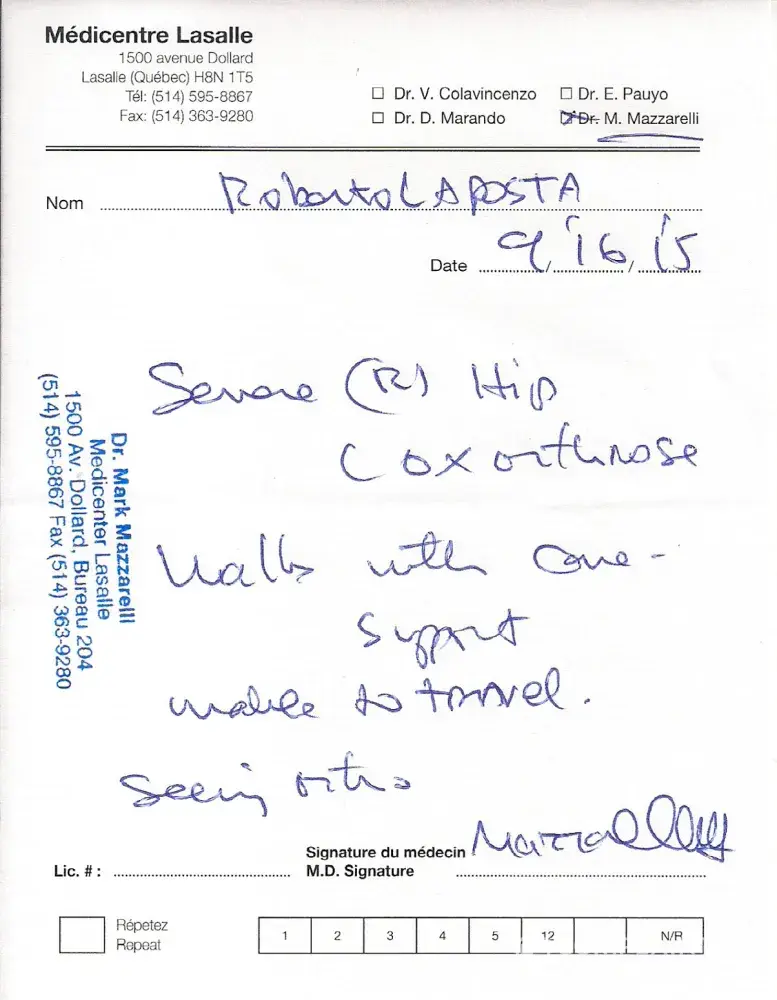 Médicentre Lasalle
1500 avenue Dollard
Lasalle (Québec) H8N 1T5
Tél: (514) 595-8867
Fax: (514) 363-9280
☐ Dr. V. Colavincenzo ☐ Dr. E. Pauyo
☐ Dr. D. Marando ☑ Dr. M. Mazzarelli
Nom Roberto LAPOSTA
Date 9/16/15
Severe (R) Hip
Coxarthrose
Walks with cane -
support
unable to travel.
Seeing ortho
Dr. Mark Mazzarelli
Medicenter Lasalle
1500 Av. Dollard, Bureau 204
(514) 595-8867 Fax (514) 363-9280
Signature du médecin Mazzarelli
Lic. # : M.D. Signature
Répetez
Repeat
1 2 3 4 5 12 N/R